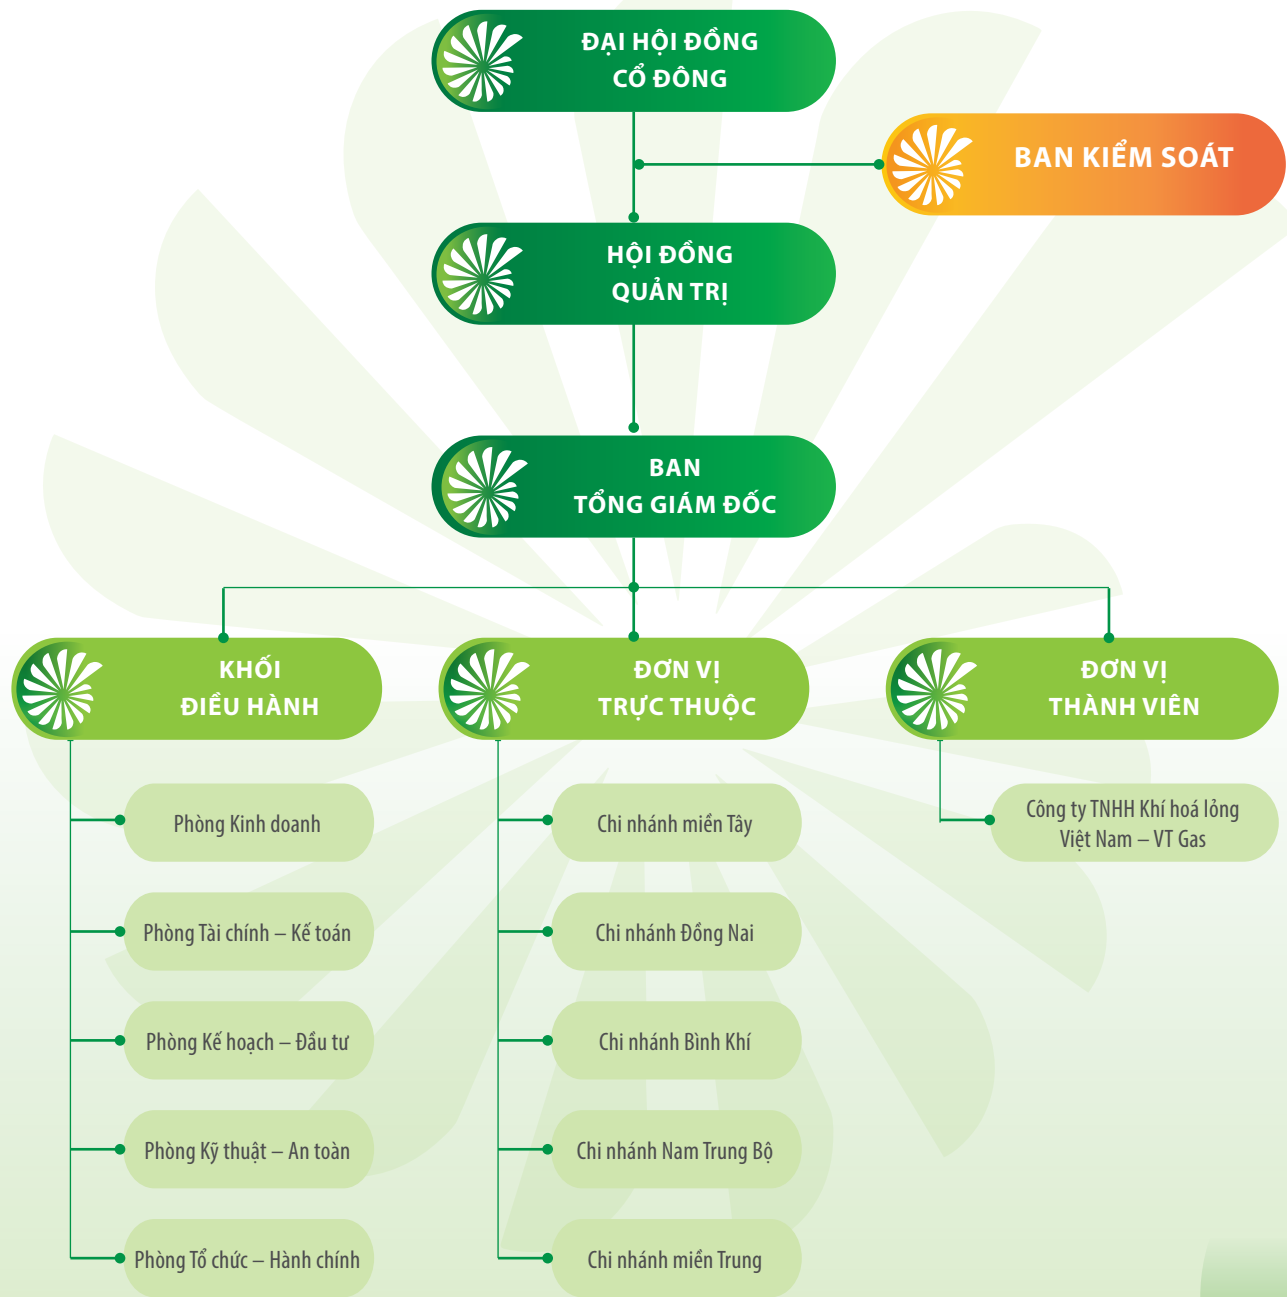 ĐẠI HỘI ĐỒNG
CỔ ĐÔNG
BAN KIỂM SOÁT
HỘI ĐỒNG
QUẢN TRỊ
BAN
TỔNG GIÁM ĐỐC
KHỐI
ĐIỀU HÀNH
Phòng Kinh doanh
Phòng Tài chính – Kế toán
Phòng Kế hoạch – Đầu tư
Phòng Kỹ thuật – An toàn
Phòng Tổ chức – Hành chính
ĐƠN VỊ
TRỰC THUỘC
Chi nhánh miền Tây
Chi nhánh Đồng Nai
Chi nhánh Bình Khí
Chi nhánh Nam Trung Bộ
Chi nhánh miền Trung
ĐƠN VỊ
THÀNH VIÊN
Công ty TNHH Khí hoá lỏng
Việt Nam – VT Gas